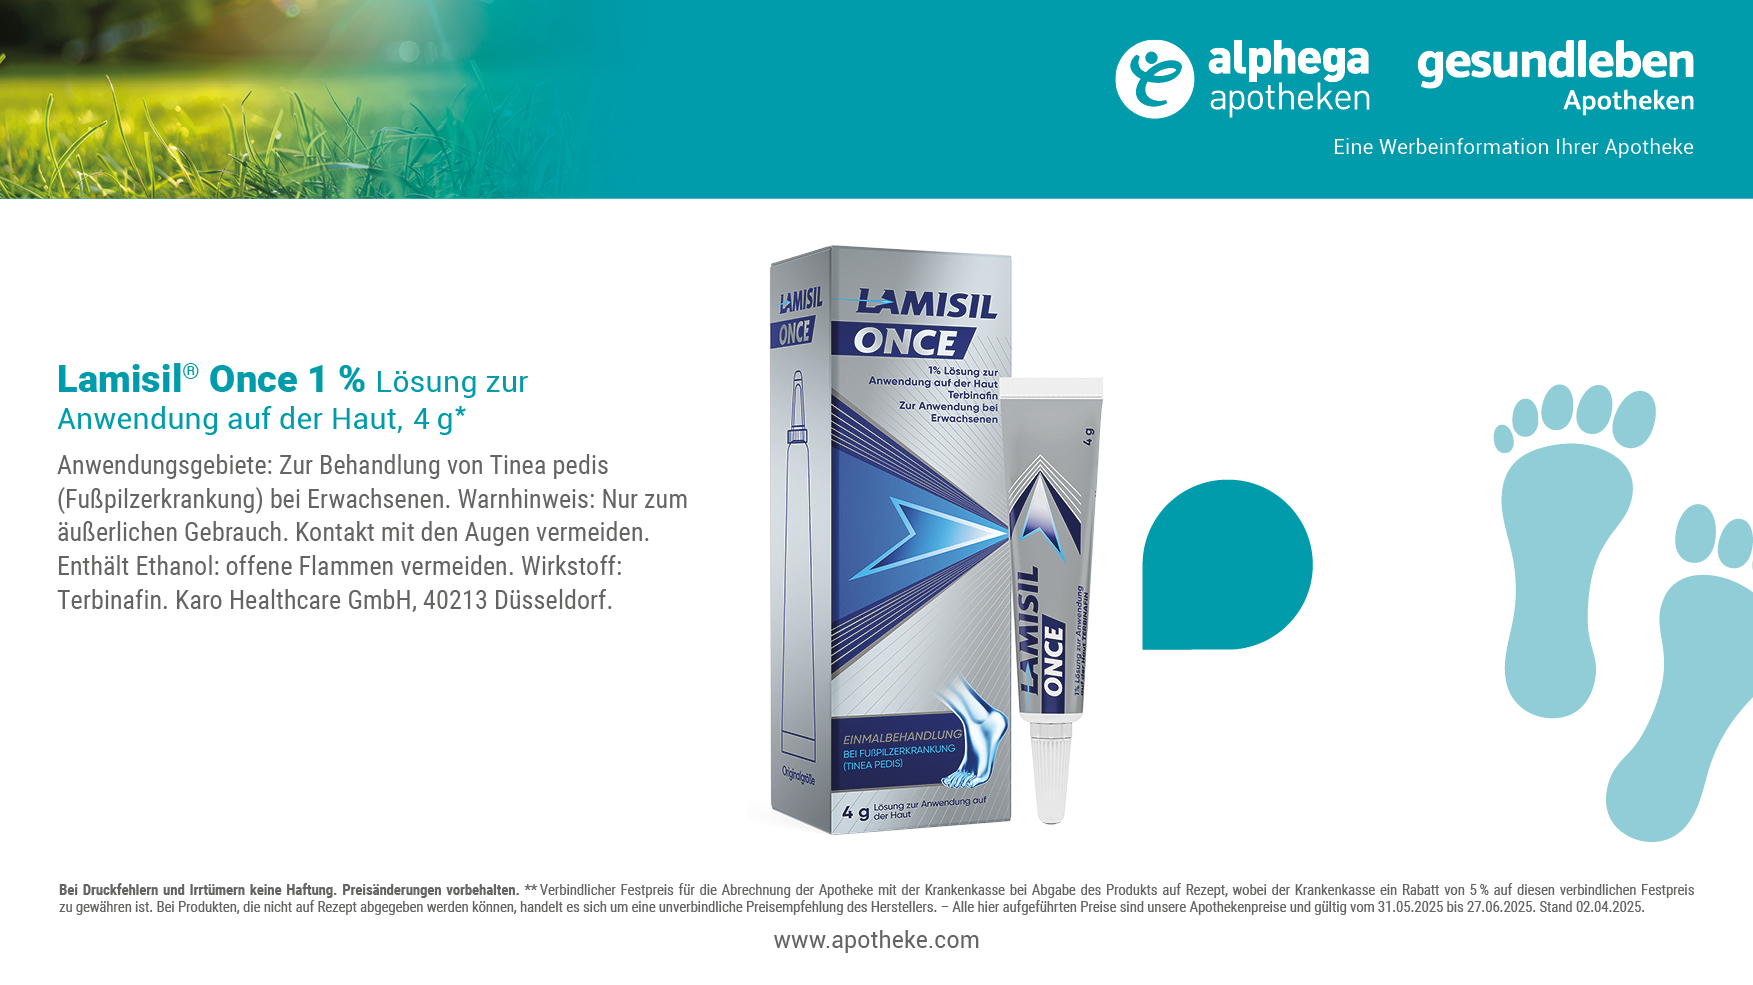 alphega
apotheken
gesundleben
Apotheken
Eine Werbeinformation Ihrer Apotheke
Lamisil® Once 1 % Lösung zur
Anwendung auf der Haut, 4 g*
Anwendungsgebiete: Zur Behandlung von Tinea pedis
(Fußpilzerkrankung) bei Erwachsenen. Warnhinweis: Nur zum
äußerlichen Gebrauch. Kontakt mit den Augen vermeiden.
Enthält Ethanol: offene Flammen vermeiden. Wirkstoff:
Terbinafin. Karo Healthcare GmbH, 40213 Düsseldorf.
LAMISIL
ONCE
Originalgröße
LAMISIL
ONCE
1% Lösung zur
Anwendung auf der Haut
Terbinafin
Zur Anwendung bei
Erwachsenen
EINMALBEHANDLUNG
BEI FUßPILZERKRANKUNG
(TINEA PEDIS)
4 g Lösung zur Anwendung auf
der Haut
4 g
LAMISIL
ONCE
1% Lösung zur Anwendung
auf der Haut TERBINAFIN
Bei Druckfehlern und Irrtümern keine Haftung. Preisänderungen vorbehalten. ** Verbindlicher Festpreis für die Abrechnung der Apotheke mit der Krankenkasse bei Abgabe des Produkts auf Rezept, wobei der Krankenkasse ein Rabatt von 5 % auf diesen verbindlichen Festpreis
zu gewähren ist. Bei Produkten, die nicht auf Rezept abgegeben werden können, handelt es sich um eine unverbindliche Preisempfehlung des Herstellers. – Alle hier aufgeführten Preise sind unsere Apothekenpreise und gültig vom 31.05.2025 bis 27.06.2025. Stand 02.04.2025.
www.apotheke.com